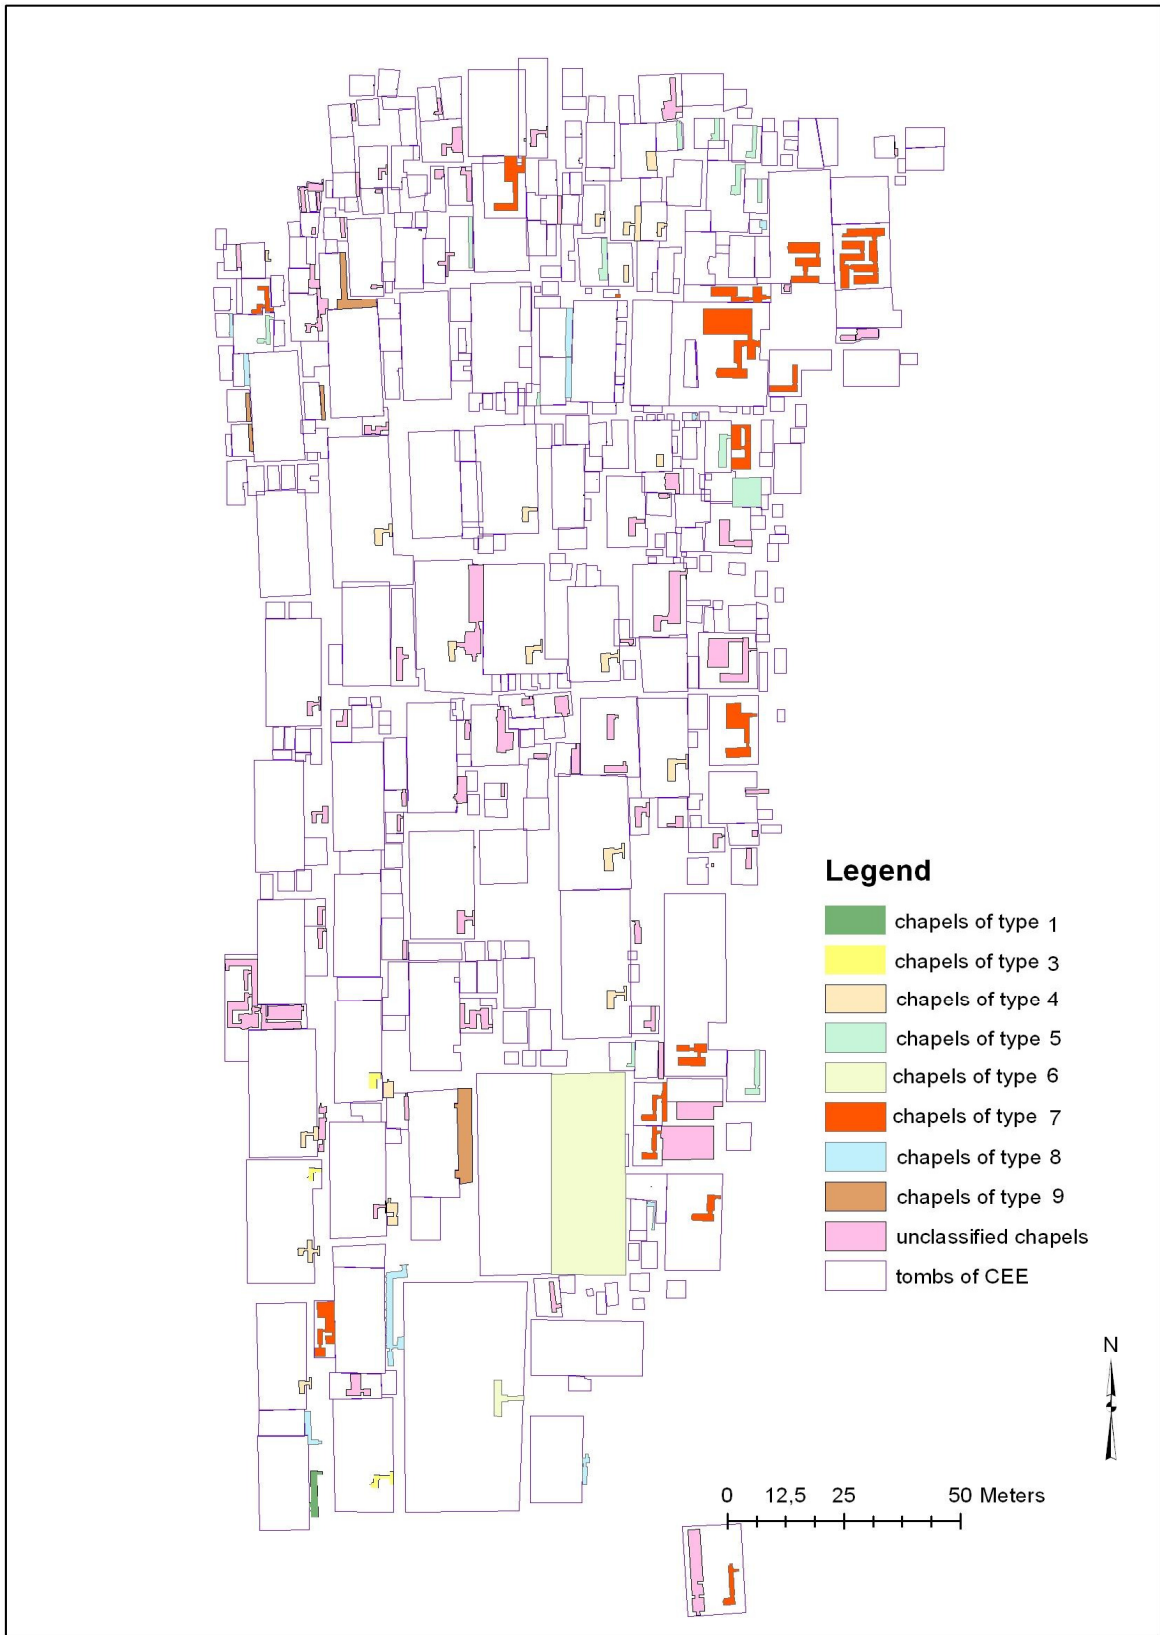 Legend
chapels of type 1
chapels of type 3
chapels of type 4
chapels of type 5
chapels of type 6
chapels of type 7
chapels of type 8
chapels of type 9
unclassified chapels
tombs of CEE
N
0 12,5 25 50 Meters